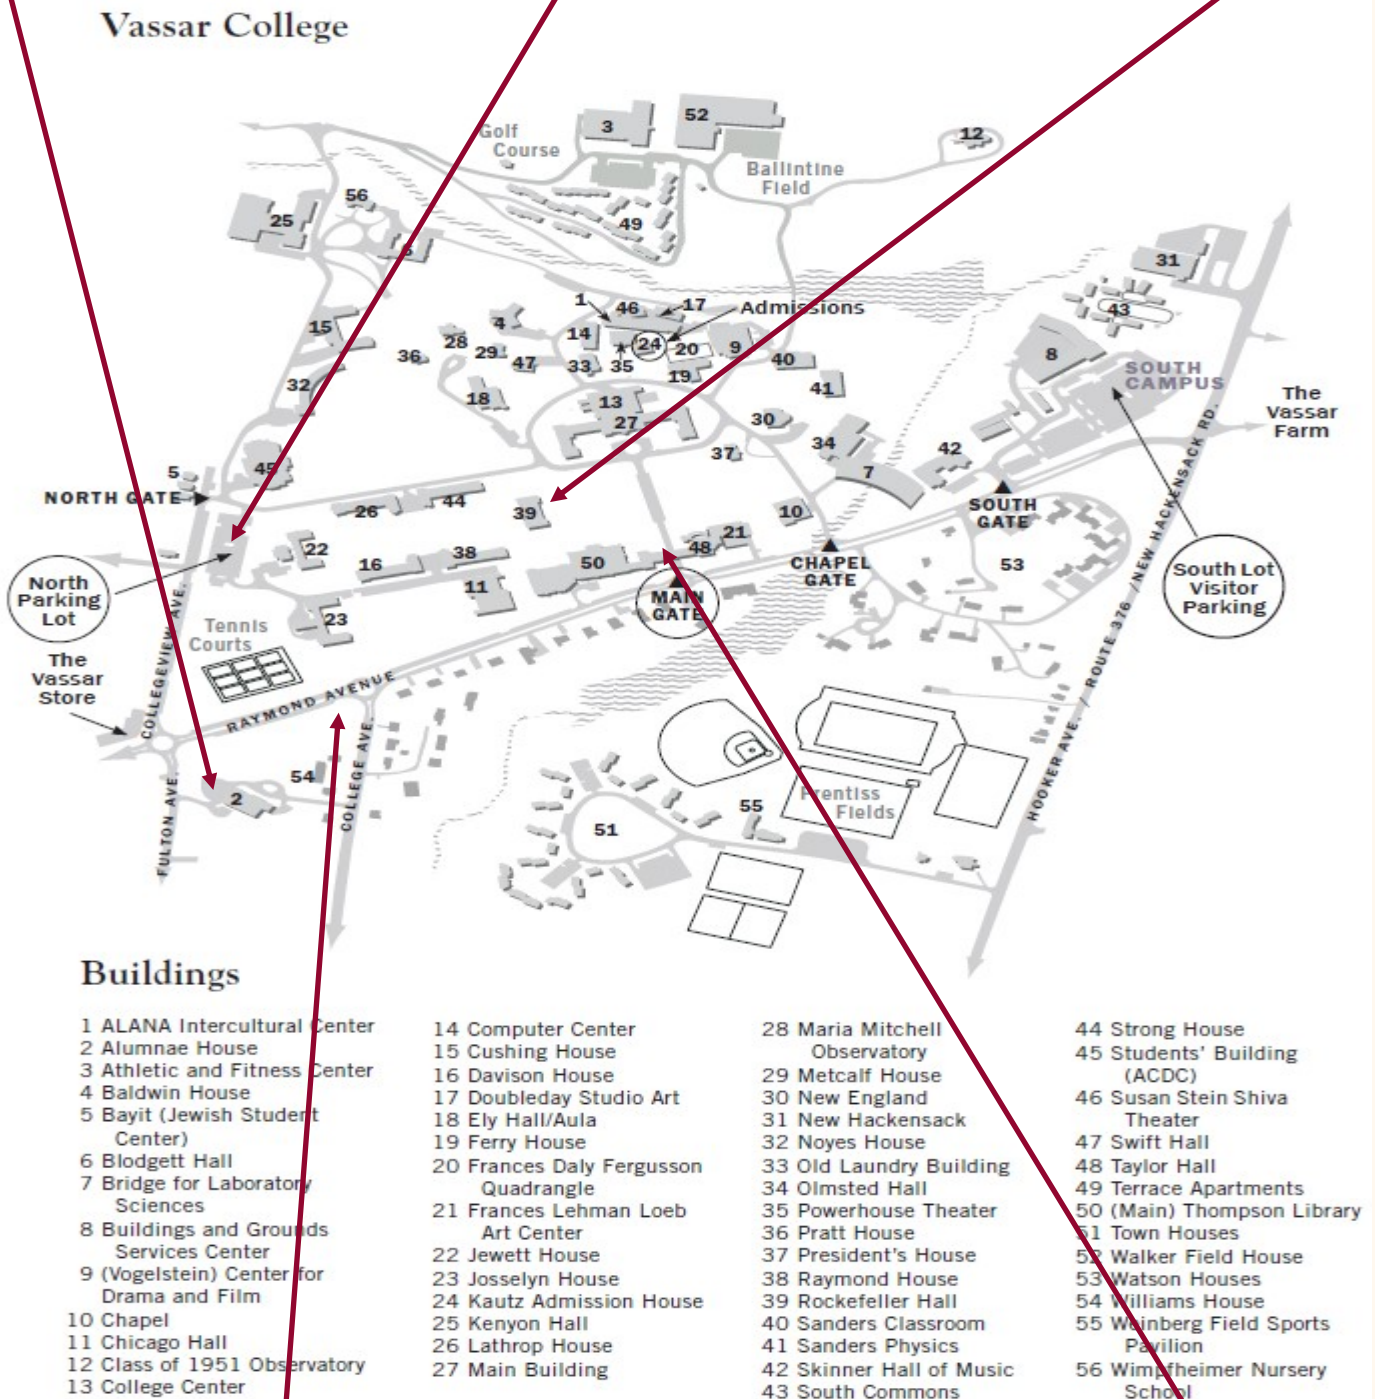 Vassar College
3
52
12
Golf
Course
Ballintine
Field
56
25
49
6
31
1
46
17
Admissions
43
15
4
14
24
20
9
8
28
36
29
47
33
35
40
SOUTH
CAMPUS
32
19
41
The
Vassar
Farm
18
13
27
30
34
37
42
5
45
7
NORTH GATE
26
44
39
10
SOUTH
GATE
22
16
38
50
48
21
CHAPEL
GATE
53
North
Parking
Lot
11
MAIN
GATE
South Lot
Visitor
Parking
23
Tennis
Courts
The
Vassar
Store
COLLEGEVIEW AVE.
RAYMOND AVENUE
COLLEGE AVE.
FULTON AVE.
HOOKER AVE. / ROUTE 376 / NEW HACKENSACK RD.
54
2
55
Prentiss
Fields
51
Buildings
1 ALANA Intercultural Center
2 Alumnae House
3 Athletic and Fitness Center
4 Baldwin House
5 Bayit (Jewish Student
Center)
6 Blodgett Hall
7 Bridge for Laboratory
Sciences
8 Buildings and Grounds
Services Center
9 (Vogelstein) Center for
Drama and Film
10 Chapel
11 Chicago Hall
12 Class of 1951 Observatory
13 College Center
14 Computer Center
15 Cushing House
16 Davison House
17 Doubleday Studio Art
18 Ely Hall/Aula
19 Ferry House
20 Frances Daly Fergusson
Quadrangle
21 Frances Lehman Loeb
Art Center
22 Jewett House
23 Josselyn House
24 Kautz Admission House
25 Kenyon Hall
26 Lathrop House
27 Main Building
28 Maria Mitchell
Observatory
29 Metcalf House
30 New England
31 New Hackensack
32 Noyes House
33 Old Laundry Building
34 Olmsted Hall
35 Powerhouse Theater
36 Pratt House
37 President's House
38 Raymond House
39 Rockefeller Hall
40 Sanders Classroom
41 Sanders Physics
42 Skinner Hall of Music
43 South Commons
44 Strong House
45 Students' Building
(ACDC)
46 Susan Stein Shiva
Theater
47 Swift Hall
48 Taylor Hall
49 Terrace Apartments
50 (Main) Thompson Library
51 Town Houses
52 Walker Field House
53 Watson Houses
54 Williams House
55 Weinberg Field Sports
Pavilion
56 Wimpfheimer Nursery
School